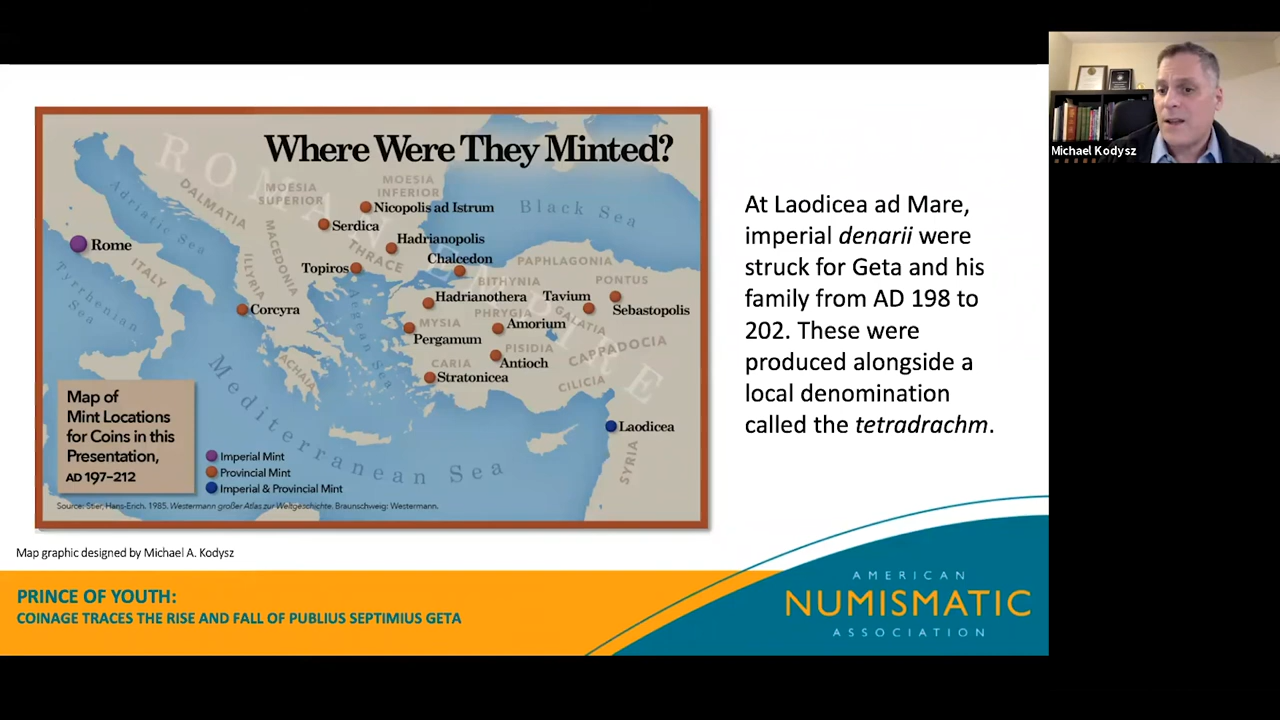 Where Were They Minted?
ROMAN EMPIRE
MOESIA SUPERIOR
MOESIA INFERIOR
DALMATIA
Adriatic Sea
Black Sea
Nicopolis ad Istrum
Serdica
Rome
Hadrianopolis
Chalcedon
MACEDONIA
THRACE
ILLYRIA
ITALY
Topiros
PAPHLAGONIA
BITHYNIA
PONTUS
Tyrrhenian Sea
Hadrianothera
Tavium
Sebastopolis
Corcyra
Aegean Sea
MYSIA
PHRYGIA
GALATIA
Amorium
Pergamum
PISIDIA
CAPPADOCIA
ACHAIA
CARIA
Antioch
Stratonicea
CILICIA
Mediterranean Sea
Laodicea
SYRIA
Map of
Mint Locations
for Coins in this
Presentation,
AD 197–212
Imperial Mint
Provincial Mint
Imperial & Provincial Mint
Source: Stier, Hans-Erich. 1985. Westermann großer Atlas zur Weltgeschichte. Braunschweig: Westermann.
Map graphic designed by Michael A. Kodysz
At Laodicea ad Mare,
imperial denarii were
struck for Geta and his
family from AD 198 to
202. These were
produced alongside a
local denomination
called the tetradrachm.
PRINCE OF YOUTH:
COINAGE TRACES THE RISE AND FALL OF PUBLIUS SEPTIMIUS GETA
AMERICAN
NUMISMATIC
ASSOCIATION
Michael Kodysz